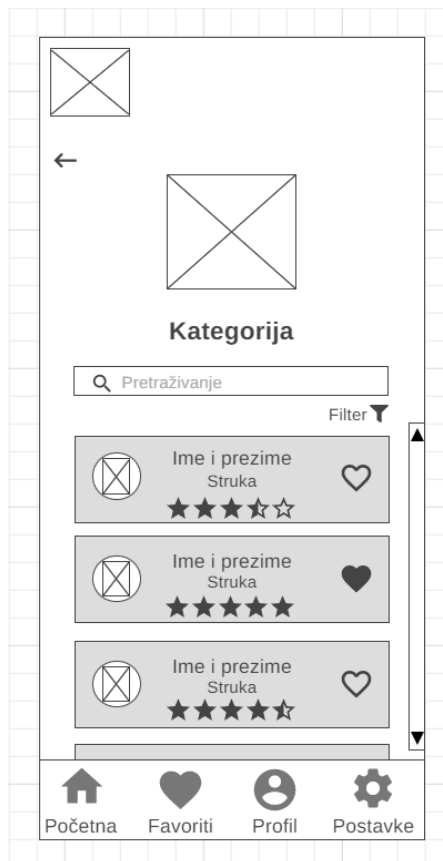 Kategorija
Pretraživanje
Filter
Ime i prezime
Struka
Ime i prezime
Struka
Ime i prezime
Struka
Početna Favoriti Profil Postavke